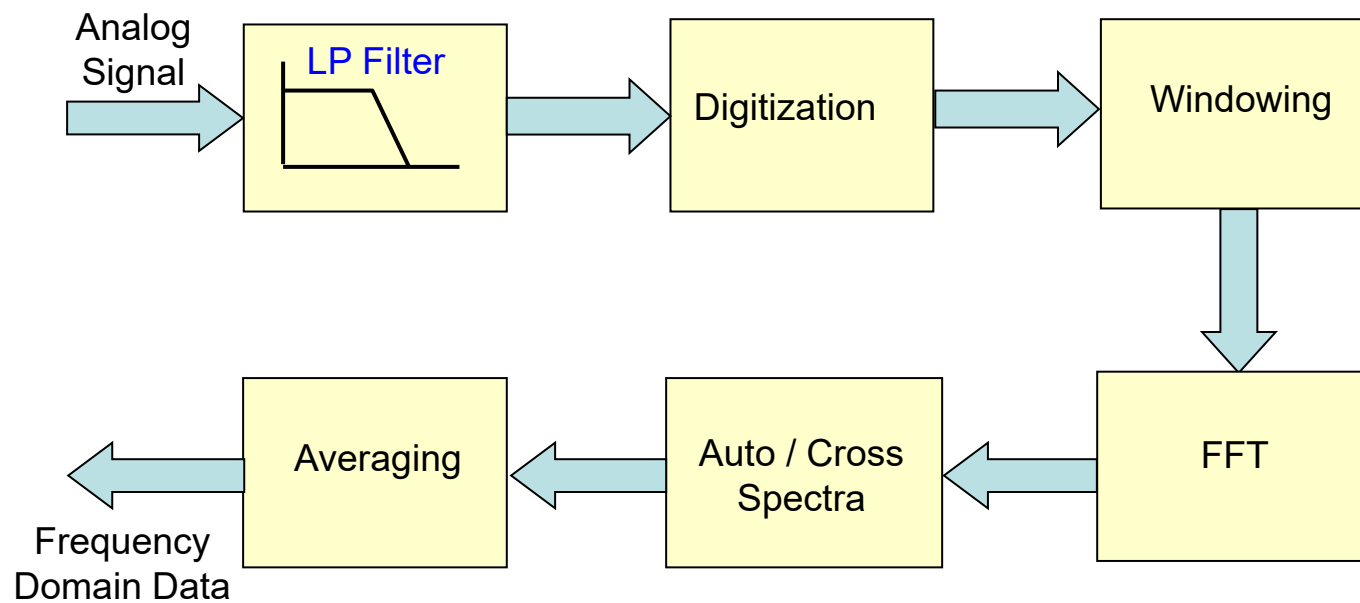 Analog
Signal
LP Filter
Digitization
Windowing
FFT
Auto / Cross
Spectra
Averaging
Frequency
Domain Data